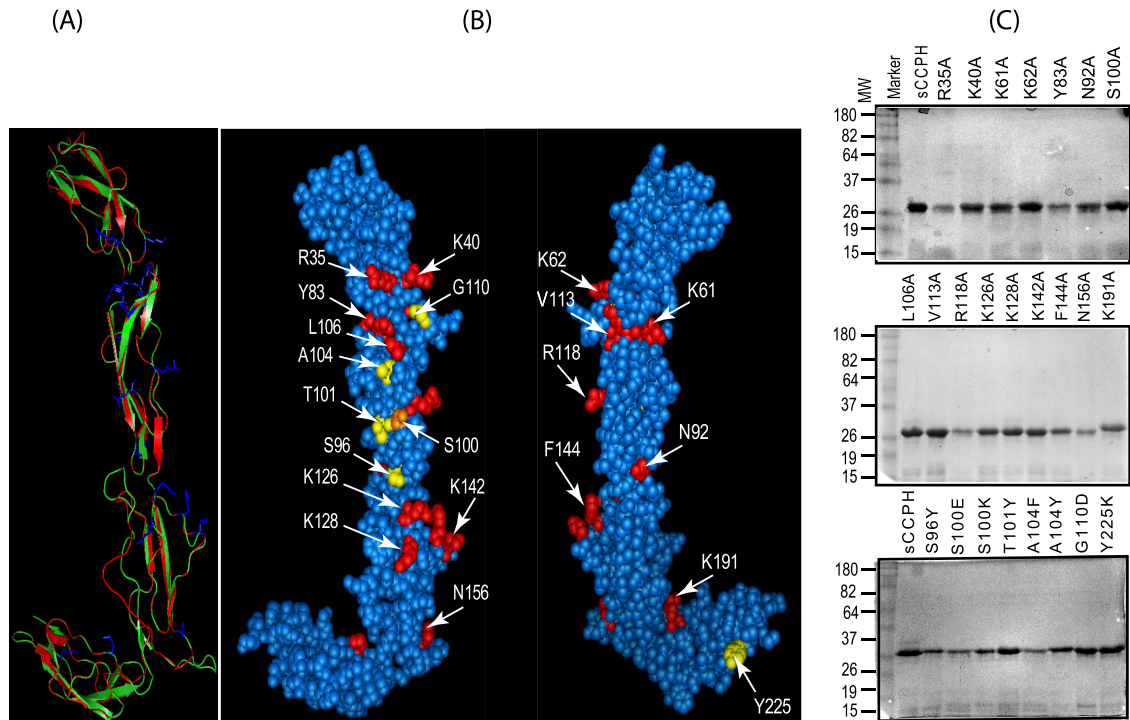 (A)
(B)
(C)
R35
K40
Y83
G110
L106
A104
T101
S100
S96
K126
K142
K128
N156
K62
V113
K61
R118
N92
F144
K191
Y225
MW
Marker
sCCPH
R35A
K40A
K61A
K62A
Y83A
N92A
S100A
180
82
64
37
26
19
15
L106A
V113A
R118A
K126A
K128A
K142A
F144A
N156A
K191A
180
82
64
37
26
19
15
sCCPH
S96Y
S100E
S100K
T101Y
A104F
A104Y
G110D
Y225K
180
82
64
37
26
19
15